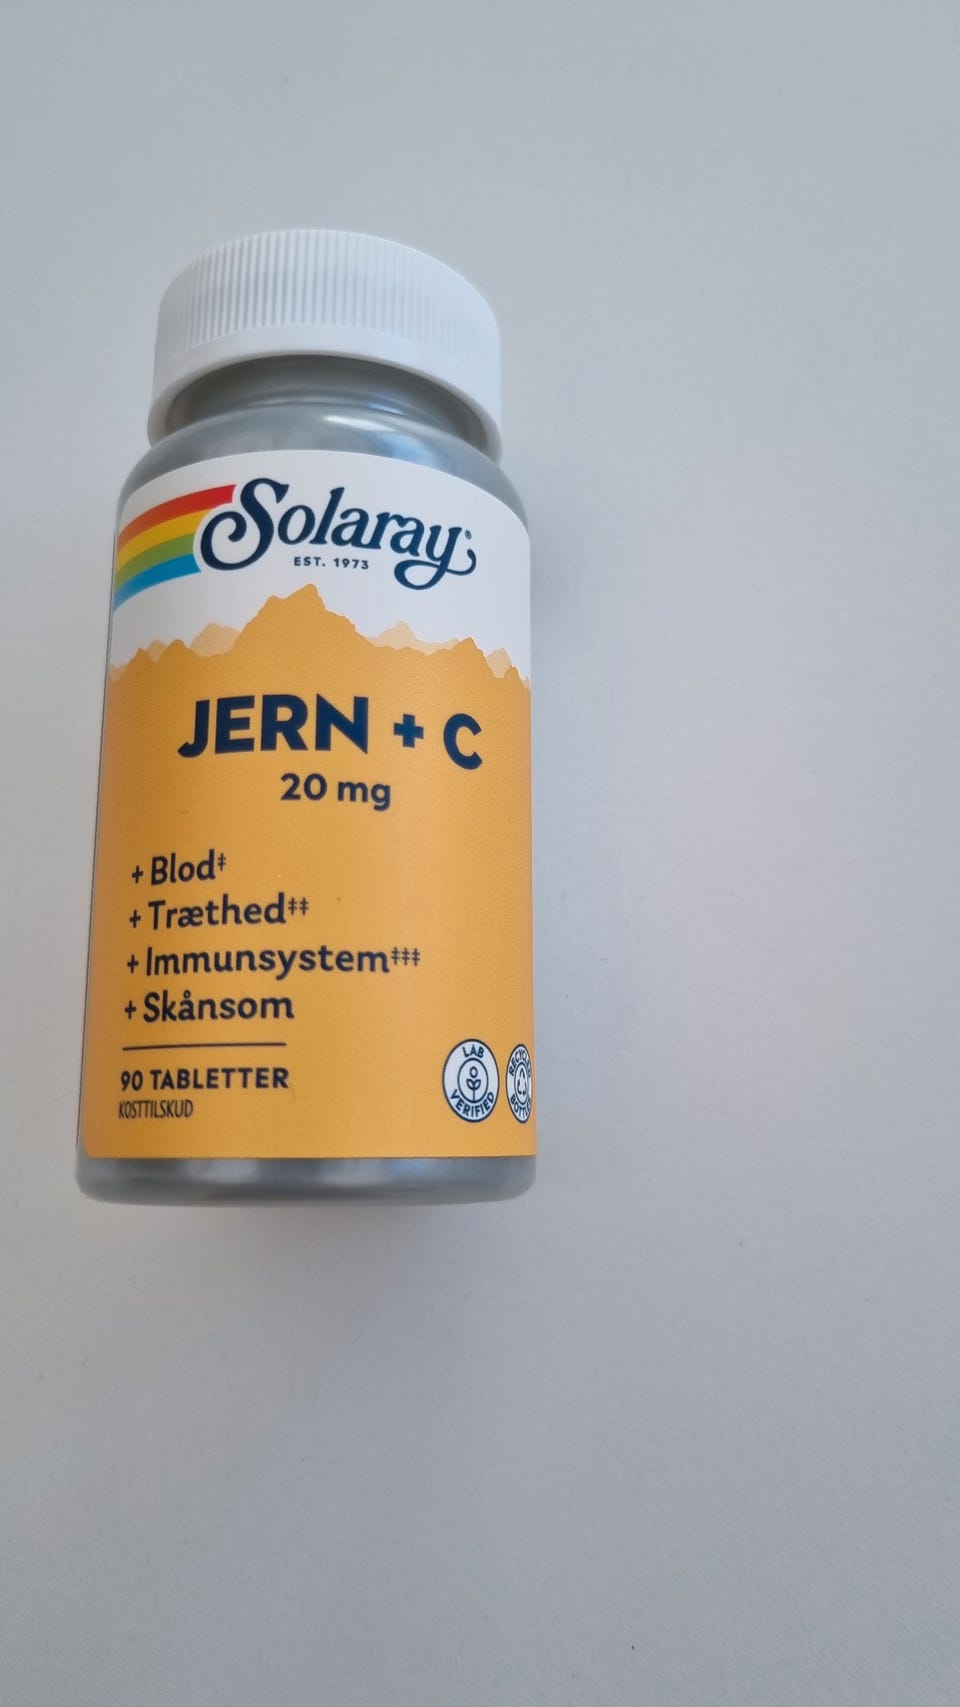 Solaray®
EST. 1973
JERN + C
20 mg
+ Blod‡
+ Træthed‡‡
+ Immunsystem‡‡‡
+ Skånsom
90 TABLETTER
KOSTTILSKUD
LAB
VERIFIED